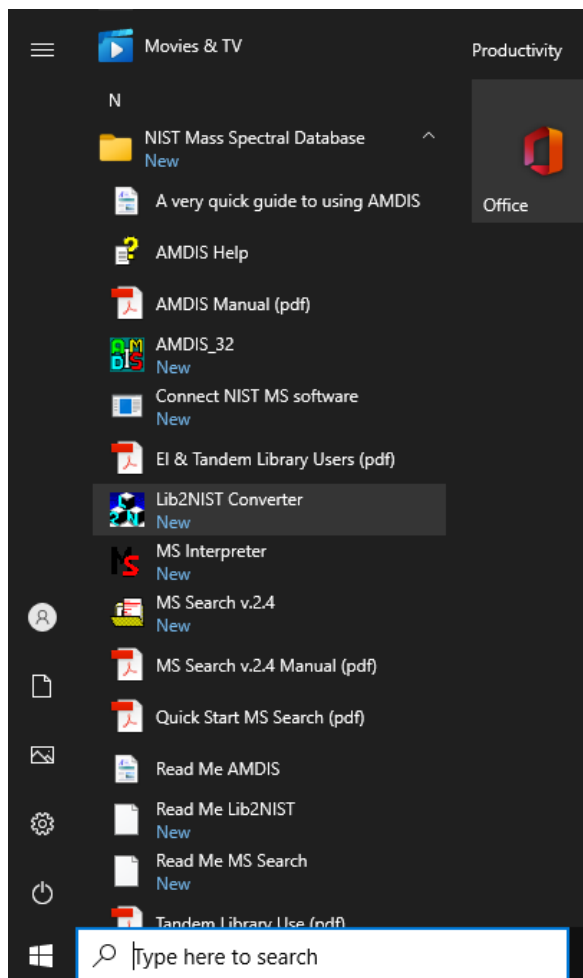 Movies & TV
Productivity
N
NIST Mass Spectral Database
New
A very quick guide to using AMDIS
Office
AMDIS Help
AMDIS Manual (pdf)
AMDIS_32
New
Connect NIST MS software
New
EI & Tandem Library Users (pdf)
Lib2NIST Converter
New
MS Interpreter
New
MS Search v.2.4
New
MS Search v.2.4 Manual (pdf)
Quick Start MS Search (pdf)
Read Me AMDIS
Read Me Lib2NIST
New
Read Me MS Search
New
Tandem Library Use (pdf)
Type here to search